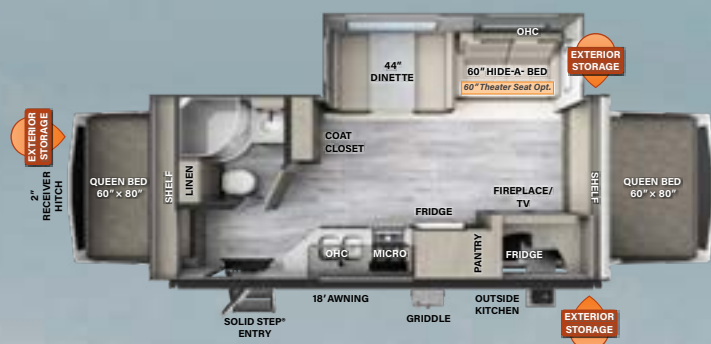 OHC
44”
DINETTE
60” HIDE-A- BED
60” Theater Seat Opt.
EXTERIOR
STORAGE
EXTERIOR
STORAGE
2”
RECEIVER
HITCH
QUEEN BED
60” × 80”
SHELF
LINEN
COAT
CLOSET
FIREPLACE/
TV
SHELF
QUEEN BED
60” × 80”
FRIDGE
OHC
MICRO
PANTRY
FRIDGE
SOLID STEP®
ENTRY
18’ AWNING
GRIDDLE
OUTSIDE
KITCHEN
EXTERIOR
STORAGE